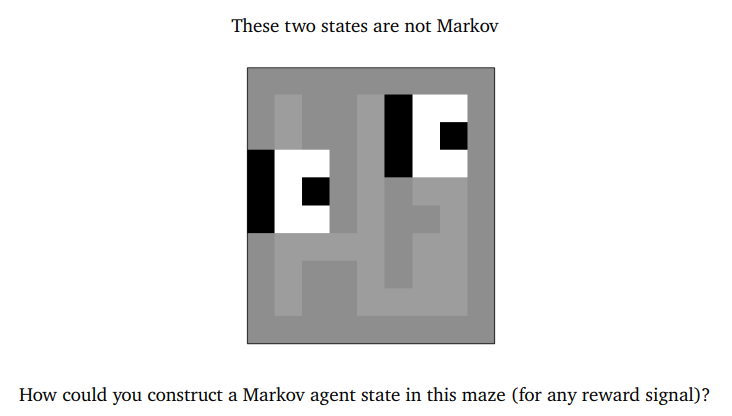 These two states are not Markov
How could you construct a Markov agent state in this maze (for any reward signal)?